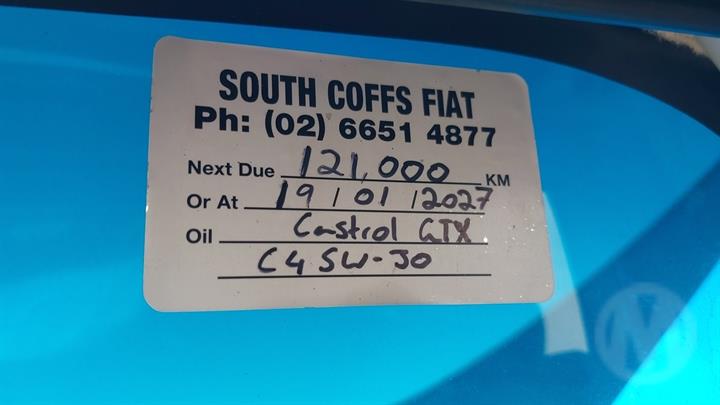 SOUTH COFFS FIAT
Ph: (02) 6651 4877
Next Due 121,000 KM
Or At 19/01/2027
Oil Castrol GTX
C4 5W-30